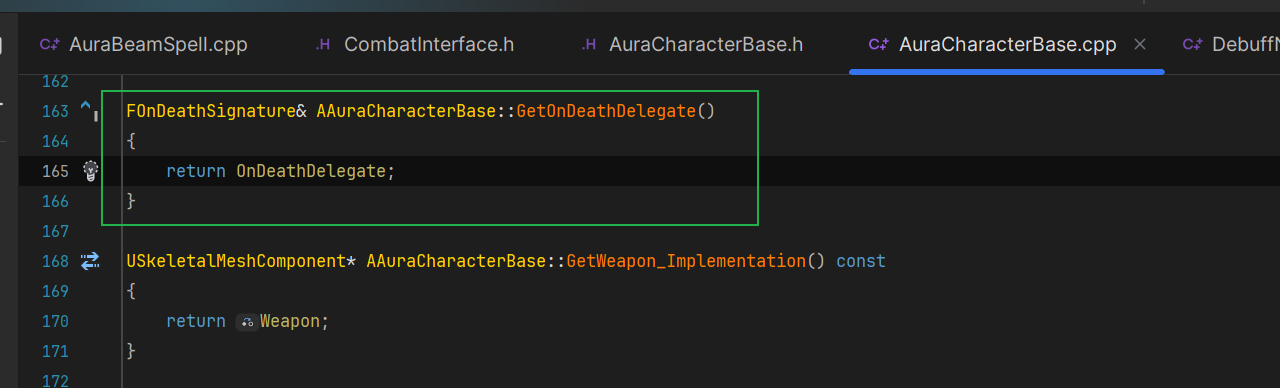 AuraBeamSpell.cpp CombatInterface.h AuraCharacterBase.h AuraCharacterBase.cpp
162
163 FOnDeathSignature& AAuraCharacterBase::GetOnDeathDelegate()
164 {
165 return OnDeathDelegate;
166 }
167
168 USkeletalMeshComponent* AAuraCharacterBase::GetWeapon_Implementation() const
169 {
170 return Weapon;
171 }
172